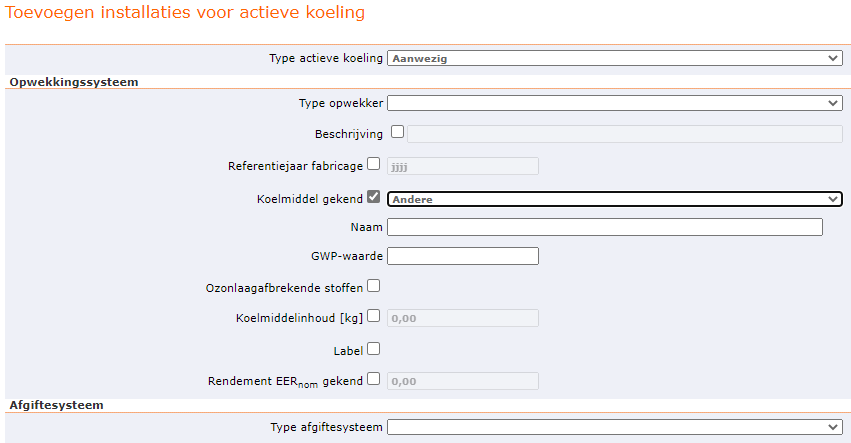 Toevoegen installaties voor actieve koeling
Type actieve koeling Aanwezig
Opwekkingssysteem
Type opwekker
Beschrijving
Referentiejaar fabricage jjjj
Koelmiddel gekend Andere
Naam
GWP-waarde
Ozonlaagafbrekende stoffen
Koelmiddelinhoud [kg] 0,00
Label
Rendement EERnom gekend 0,00
Afgiftesysteem
Type afgiftesysteem